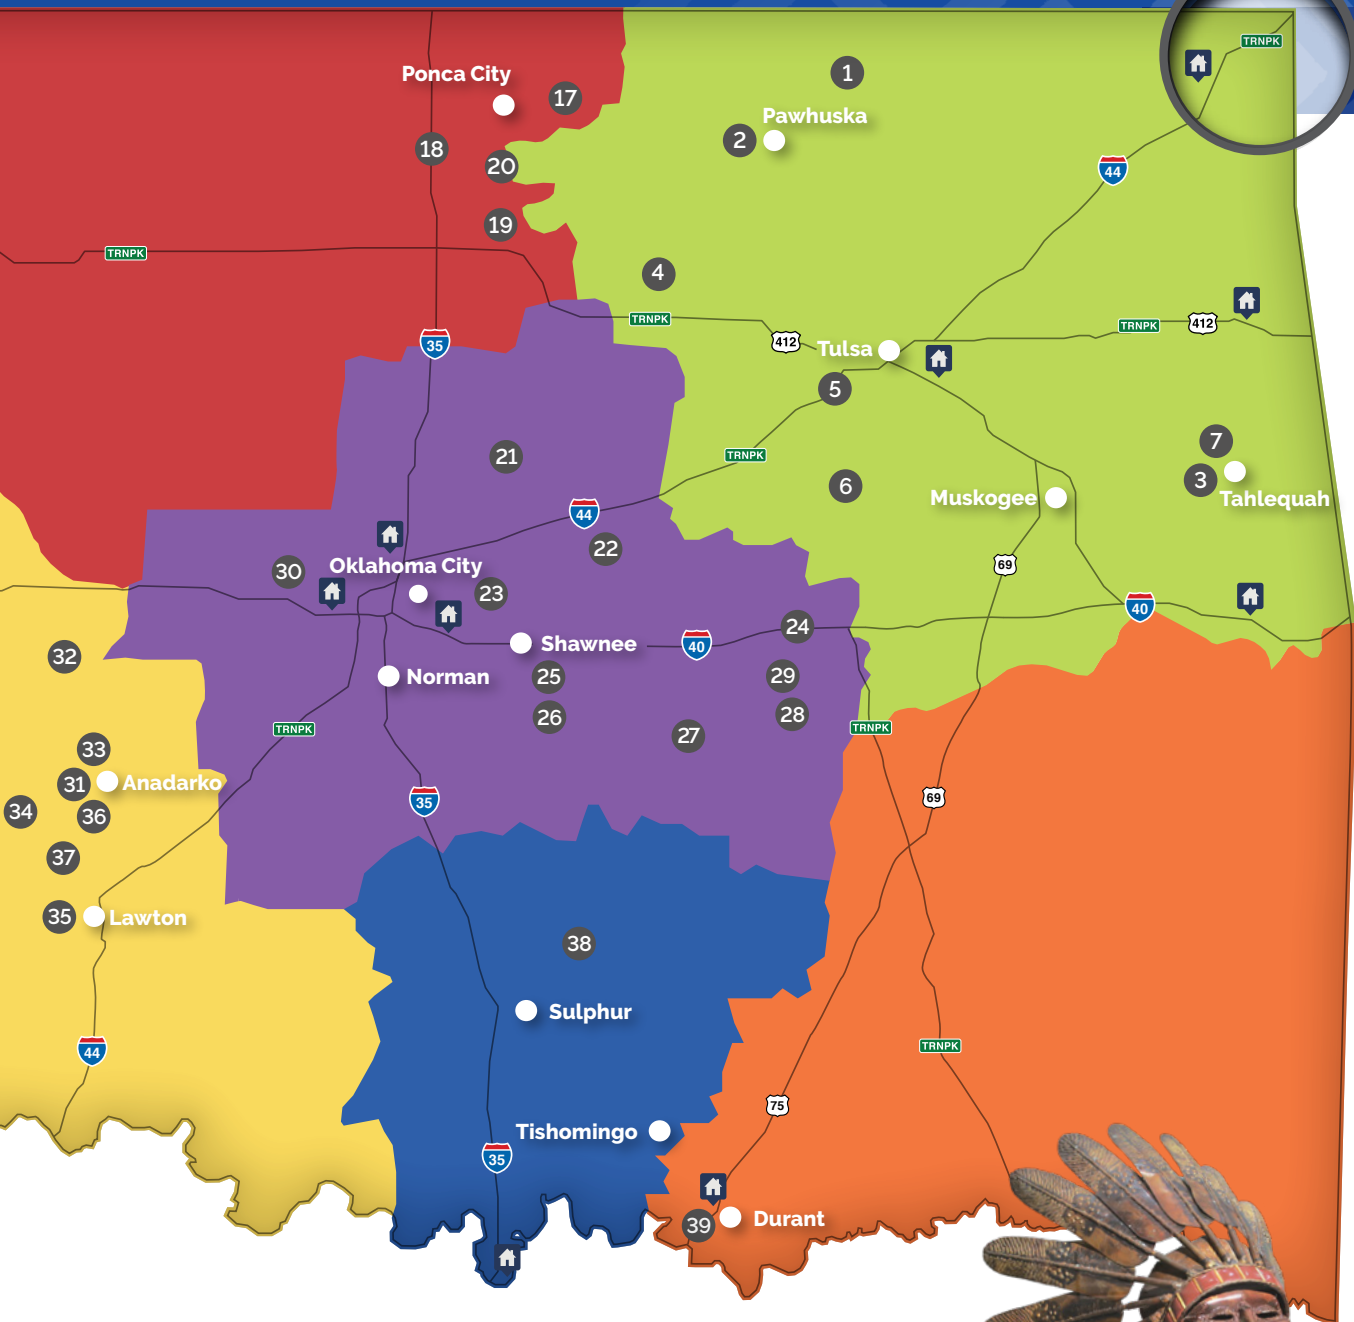 TRNPK
1
Ponca City
17
Pawhuska
2
18
20
44
19
TRNPK
4
TRNPK
412
TRNPK
412
35
Tulsa
5
7
TRNPK
21
6
3
Muskogee
Tahlequah
44
22
69
30
Oklahoma City
23
40
24
32
Shawnee
40
Norman
25
29
26
28
TRNPK
TRNPK
27
33
31
Anadarko
34
36
35
69
37
35
Lawton
38
Sulphur
44
TRNPK
75
Tishomingo
35
39
Durant